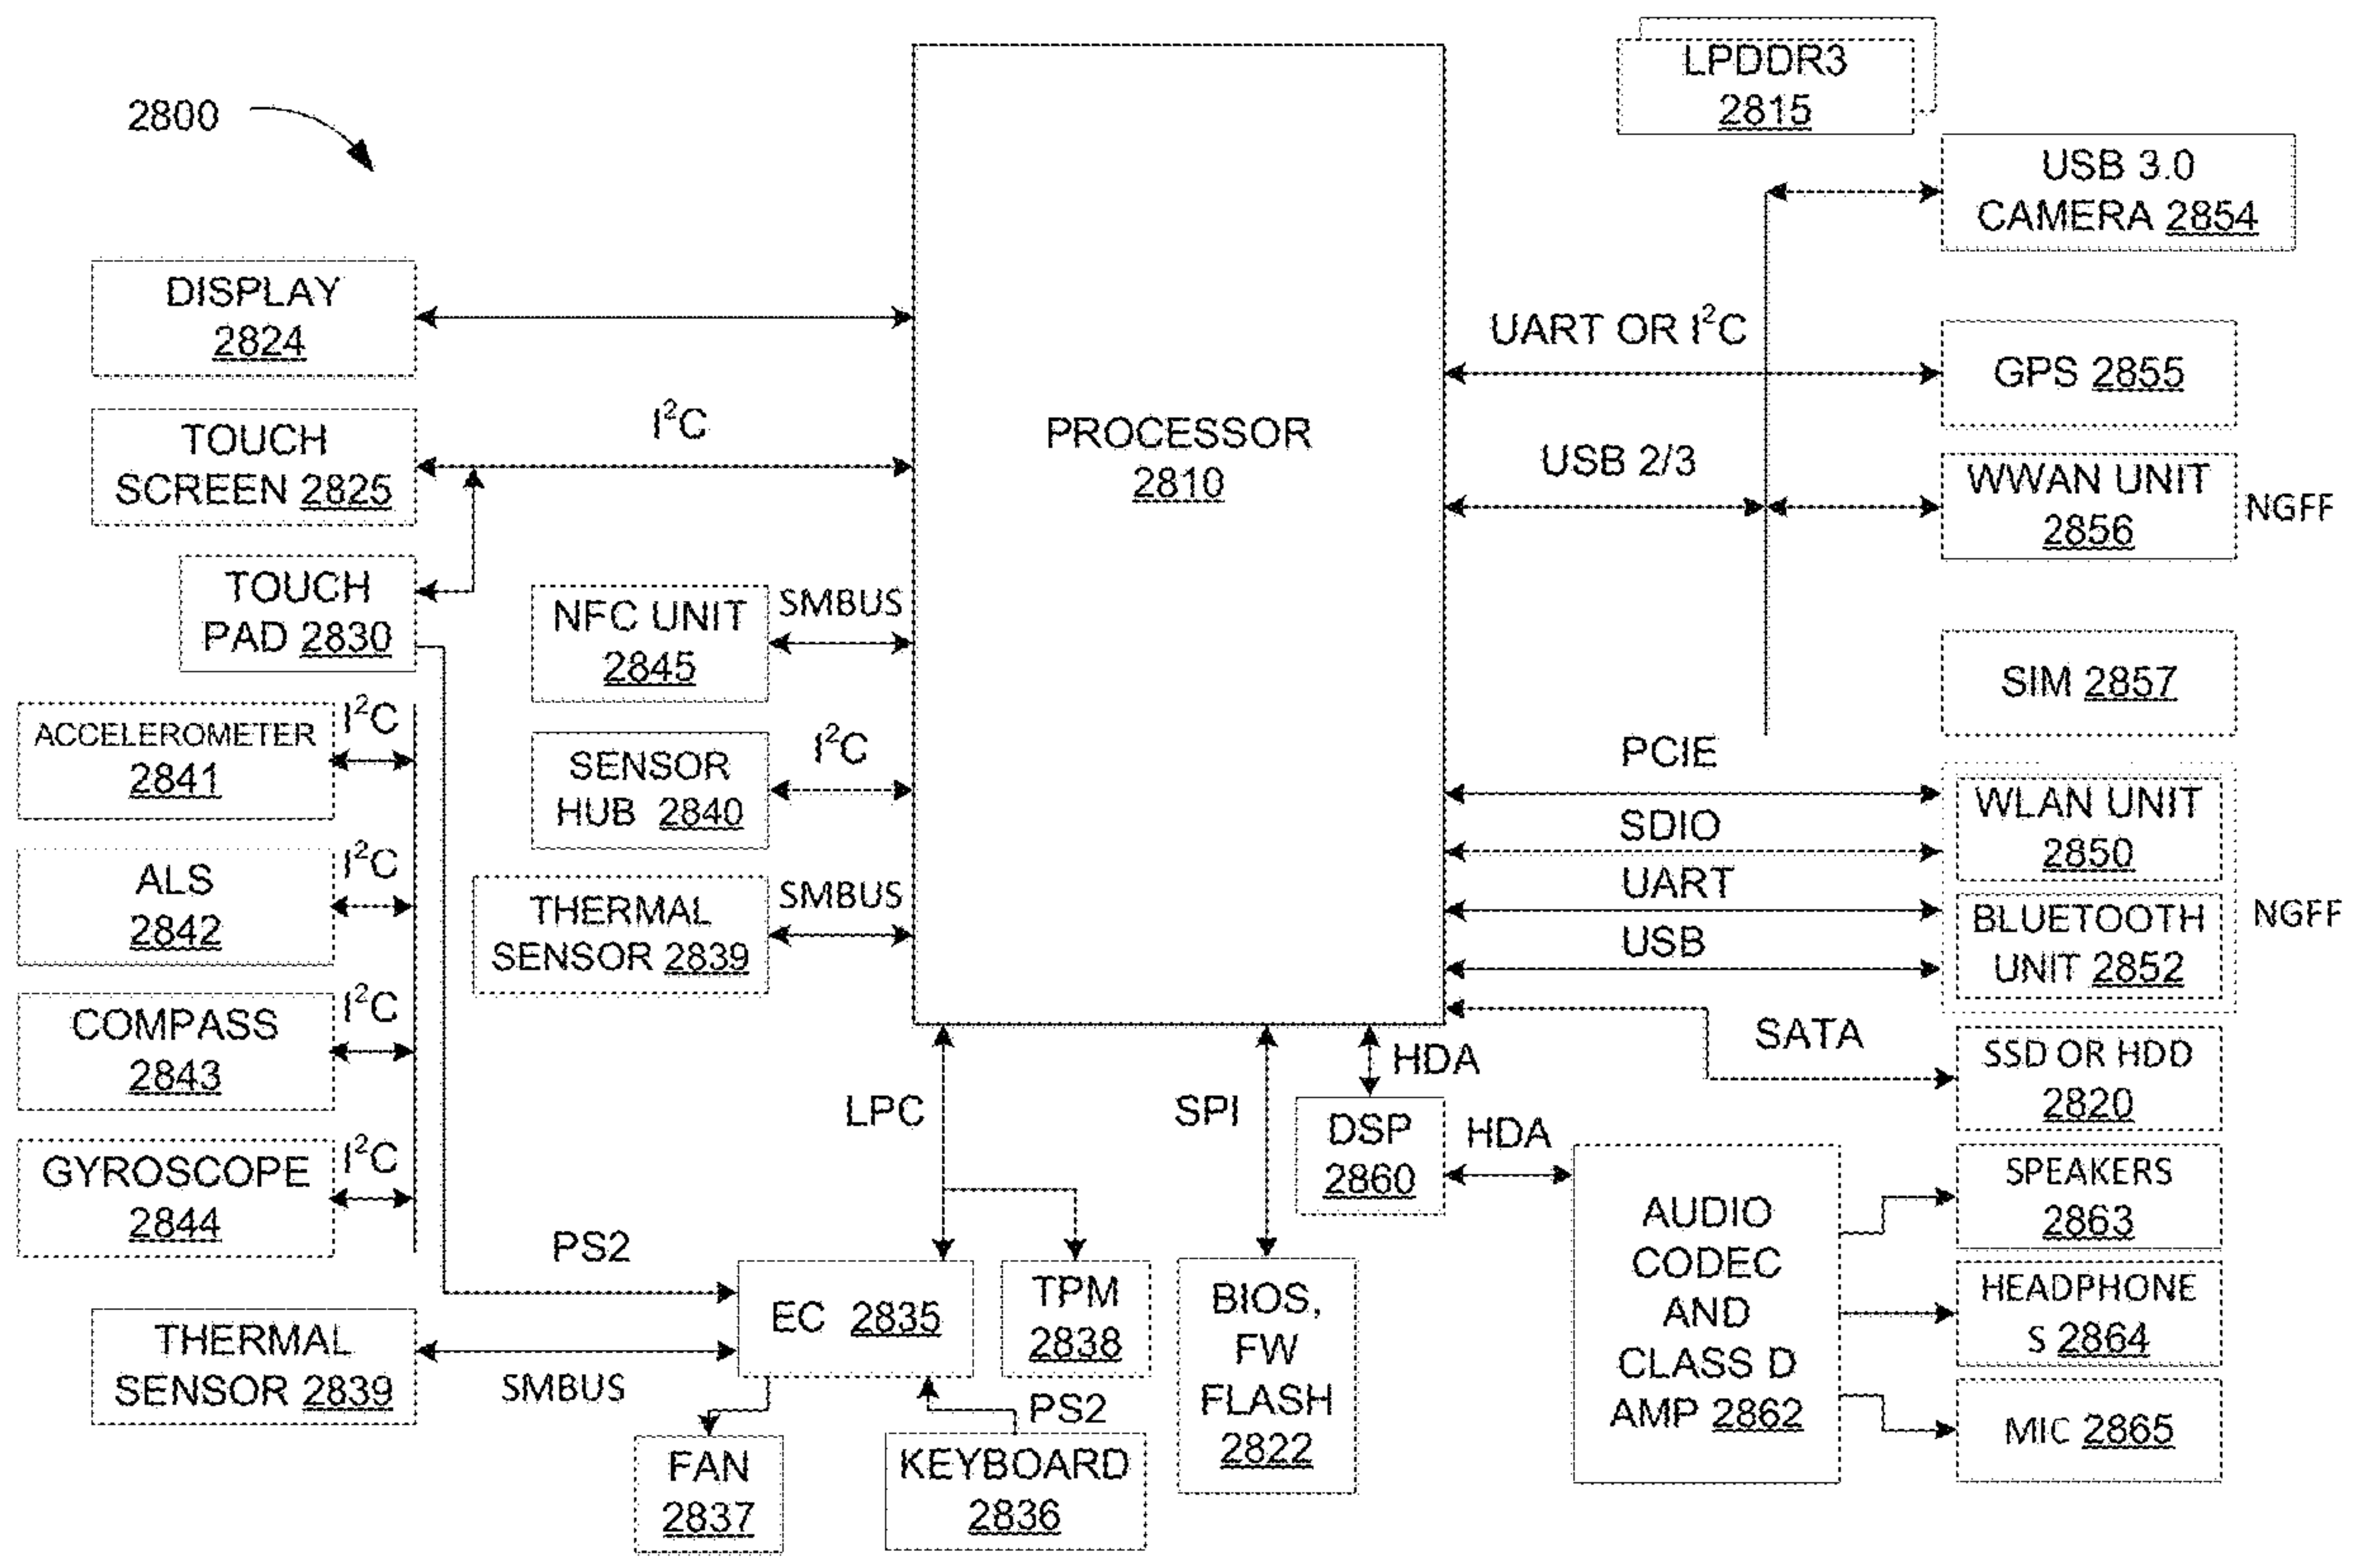 2800
LPDDR3
2815
USB 3.0
CAMERA 2854
DISPLAY
2824
UART OR I²C
GPS 2855
TOUCH
SCREEN 2825
I²C
PROCESSOR
2810
USB 2/3
WWAN UNIT
2856
NGFF
TOUCH
PAD 2830
NFC UNIT
2845
SMBUS
SIM 2857
ACCELEROMETER
2841
I²C
SENSOR
HUB 2840
I²C
PCIE
WLAN UNIT
2850
SDIO
ALS
2842
I²C
THERMAL
SENSOR 2839
SMBUS
UART
BLUETOOTH
UNIT 2852
NGFF
USB
COMPASS
2843
I²C
SATA
SSD OR HDD
2820
HDA
LPC
SPI
DSP
2860
HDA
GYROSCOPE
2844
I²C
SPEAKERS
2863
AUDIO
CODEC
AND
CLASS D
AMP 2862
PS2
EC 2835
TPM
2838
BIOS,
FW
FLASH
2822
HEADPHONE
S 2864
THERMAL
SENSOR 2839
SMBUS
PS2
MIC 2865
FAN
2837
KEYBOARD
2836